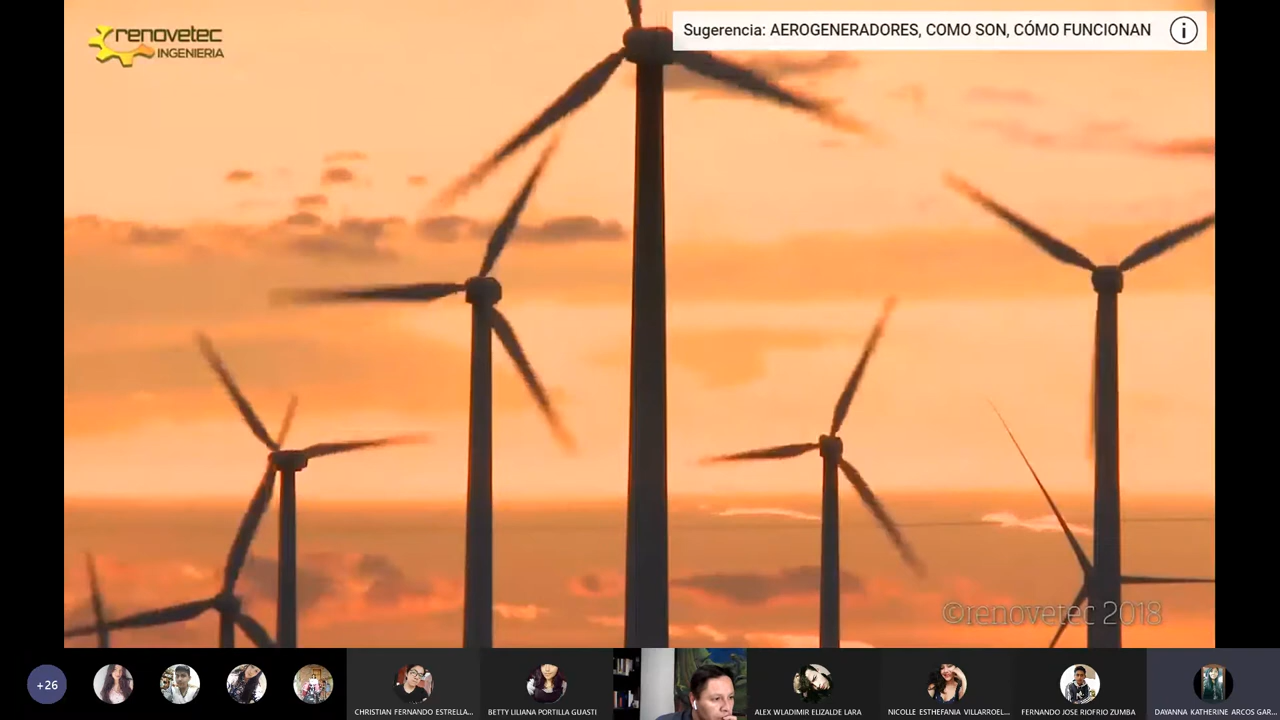 renovetec
INGENIERIA
Sugerencia: AEROGENERADORES, COMO SON, CÓMO FUNCIONAN
©renovetec 2018
+26
CHRISTIAN FERNANDO ESTRELLA...
BETTY LILIANA PORTILLA GUASTI
ALEX WLADIMIR ELIZALDE LARA
NICOLLE ESTHEFANIA VILLARROEL...
FERNANDO JOSE RIOFRIO ZUMBA
DAYANNA KATHERINE ARCOS GAR...